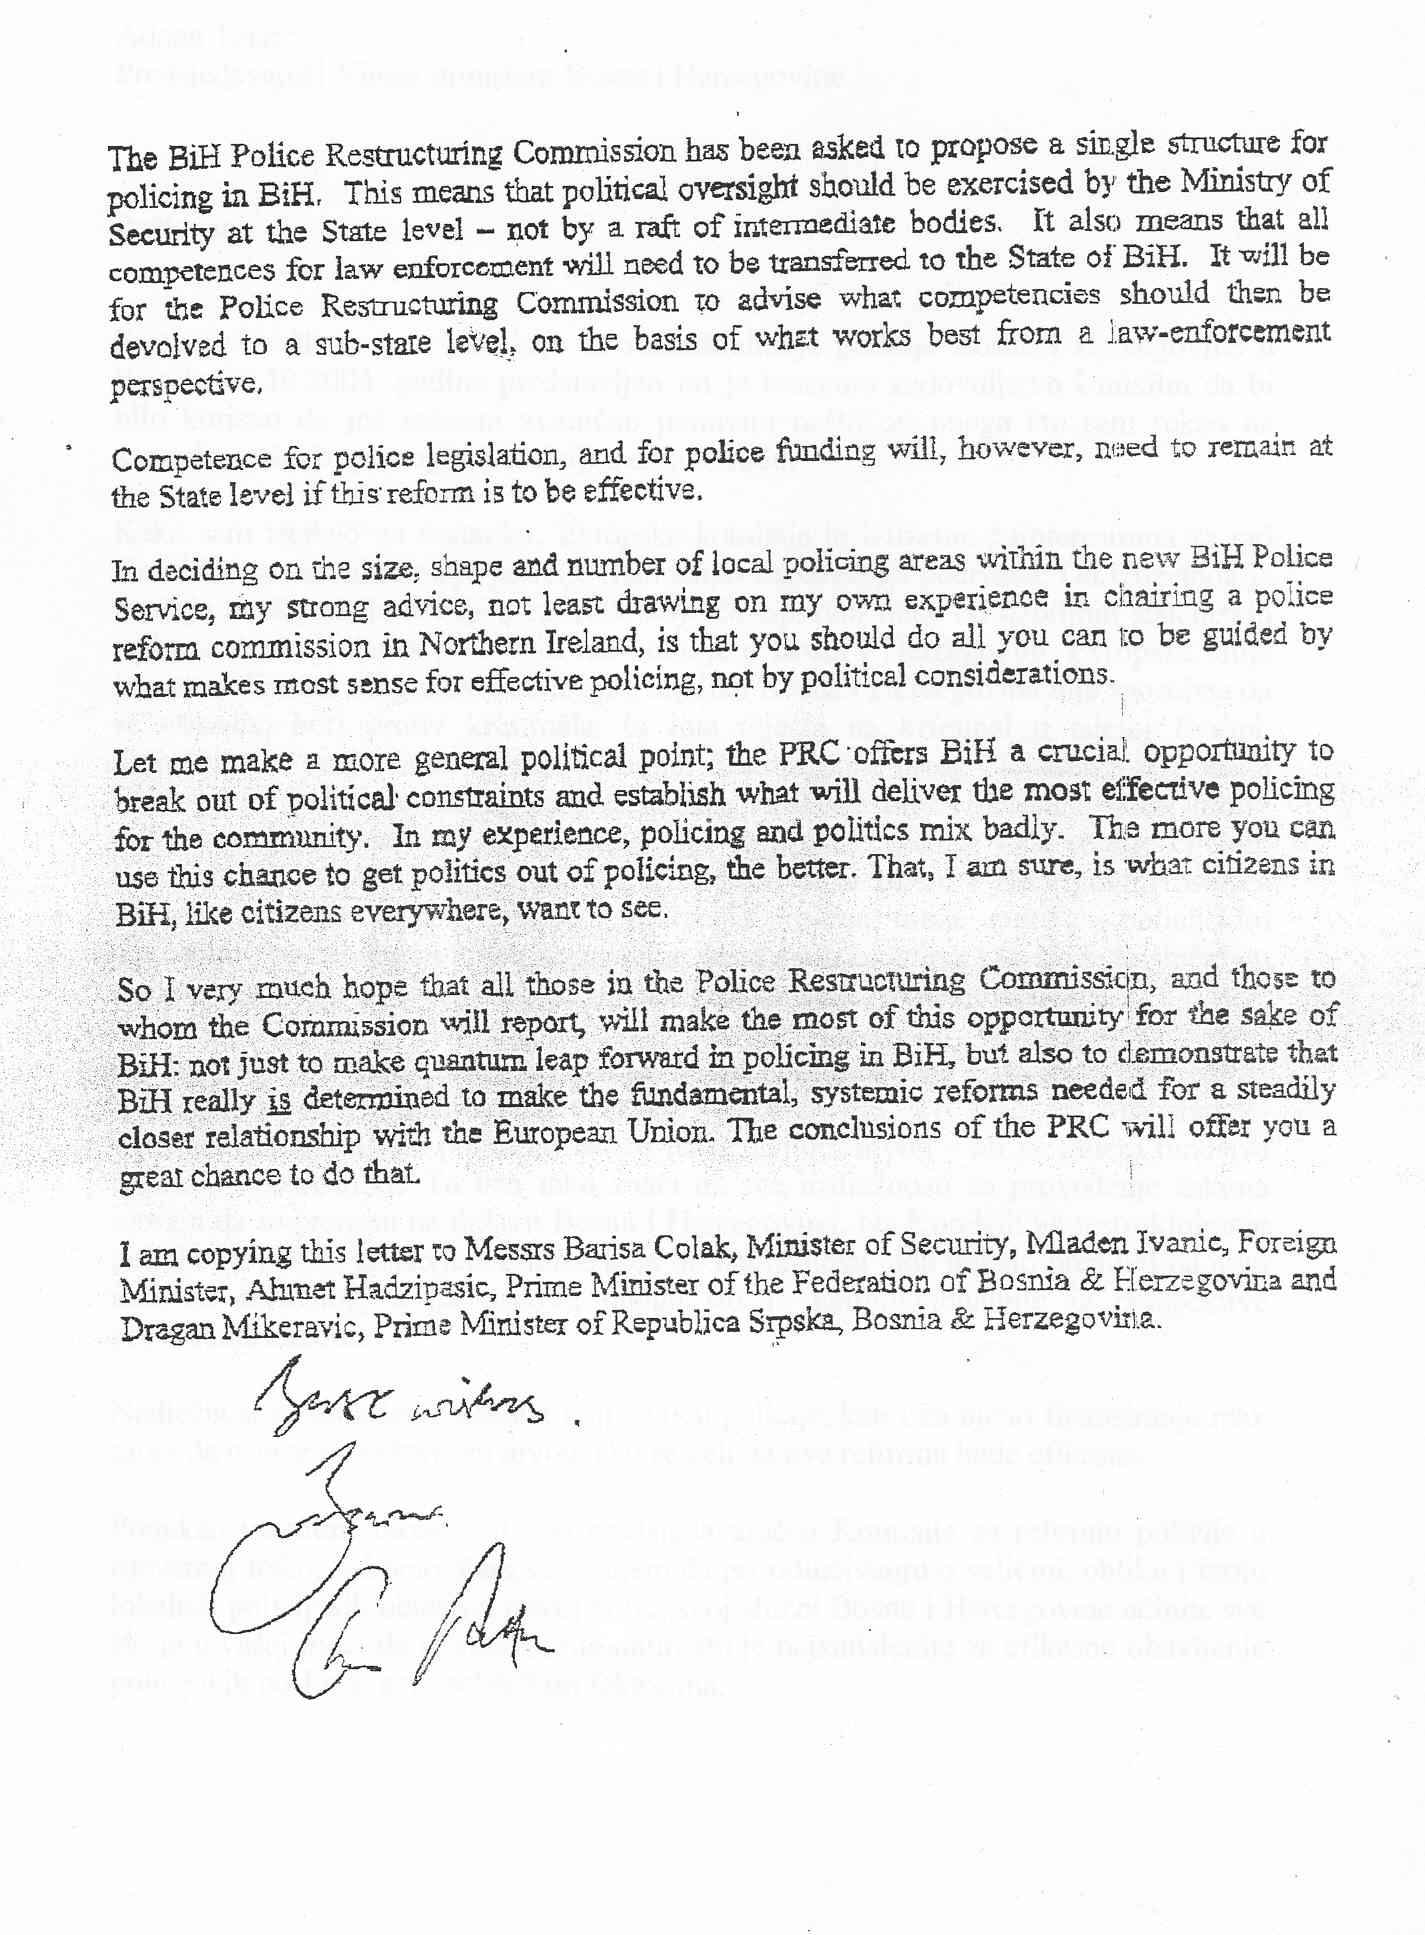 The BiH Police Restructuring Commission has been asked to propose a single structure for
policing in BiH. This means that political oversight should be exercised by the Ministry of
Security at the State level – not by a raft of intermediate bodies. It also means that all
competences for law enforcement will need to be transferred to the State of BiH. It will be
for the Police Restructuring Commission to advise what competencies should then be
devolved to a sub-state level, on the basis of what works best from a law-enforcement
perspective.
Competence for police legislation, and for police funding will, however, need to remain at
the State level if this reform is to be effective.
In deciding on the size, shape and number of local policing areas within the new BiH Police
Service, my strong advice, not least drawing on my own experience in chairing a police
reform commission in Northern Ireland, is that you should do all you can to be guided by
what makes most sense for effective policing, not by political considerations.
Let me make a more general political point; the PRC offers BiH a crucial opportunity to
break out of political constraints and establish what will deliver the most effective policing
for the community. In my experience, policing and politics mix badly. The more you can
use this chance to get politics out of policing, the better. That, I am sure, is what citizens in
BiH, like citizens everywhere, want to see.
So I very much hope that all those in the Police Restructuring Commission, and those to
whom the Commission will report, will make the most of this opportunity for the sake of
BiH: not just to make quantum leap forward in policing in BiH, but also to demonstrate that
BiH really is determined to make the fundamental, systemic reforms needed for a steadily
closer relationship with the European Union. The conclusions of the PRC will offer you a
great chance to do that.
I am copying this letter to Messrs Barisa Colak, Minister of Security, Mladen Ivanic, Foreign
Minister, Ahmet Hadzipasic, Prime Minister of the Federation of Bosnia & Herzegovina and
Dragan Mikeravic, Prime Minister of Republica Srpska, Bosnia & Herzegovina.
Best wishes.